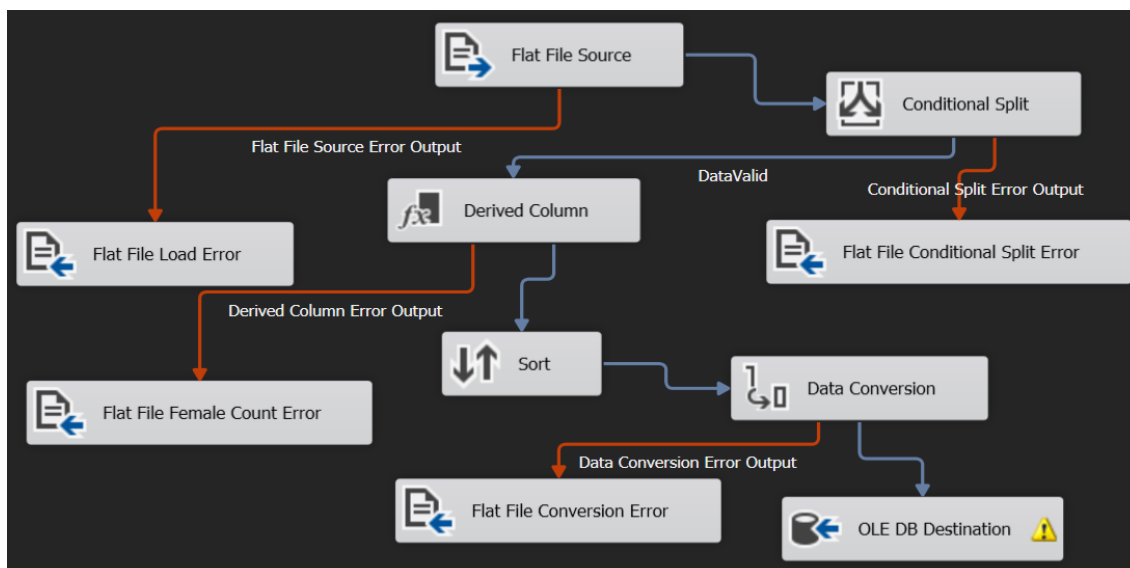 Flat File Source
Conditional Split
Flat File Source Error Output
DataValid
Conditional Split Error Output
Derived Column
Flat File Load Error
Flat File Conditional Split Error
Derived Column Error Output
Sort
Data Conversion
Flat File Female Count Error
Data Conversion Error Output
Flat File Conversion Error
OLE DB Destination